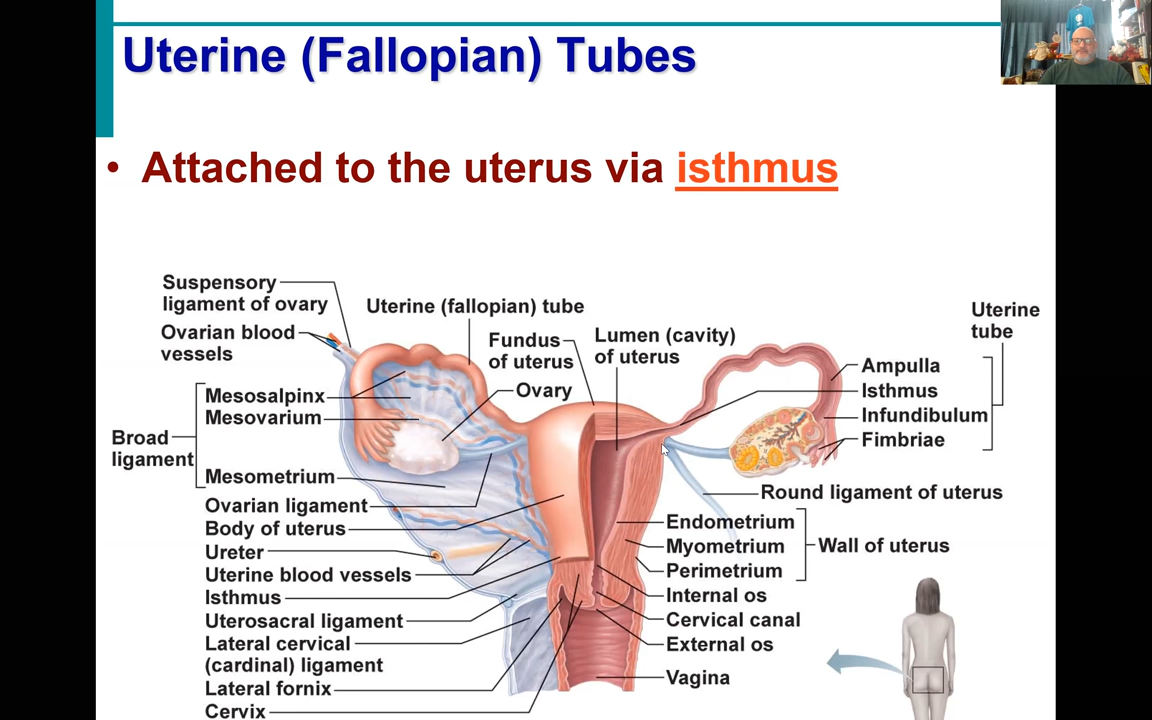 Uterine (Fallopian) Tubes
• Attached to the uterus via isthmus
Suspensory
ligament of ovary
Ovarian blood
vessels
Uterine (fallopian) tube
Fundus
of uterus
Lumen (cavity)
of uterus
Uterine
tube
Ovary
Ampulla
Isthmus
Infundibulum
Fimbriae
Broad
ligament
Mesosalpinx
Mesovarium
Mesometrium
Ovarian ligament
Body of uterus
Ureter
Uterine blood vessels
Isthmus
Uterosacral ligament
Lateral cervical
(cardinal) ligament
Lateral fornix
Cervix
Round ligament of uterus
Endometrium
Myometrium
Perimetrium
Wall of uterus
Internal os
Cervical canal
External os
Vagina